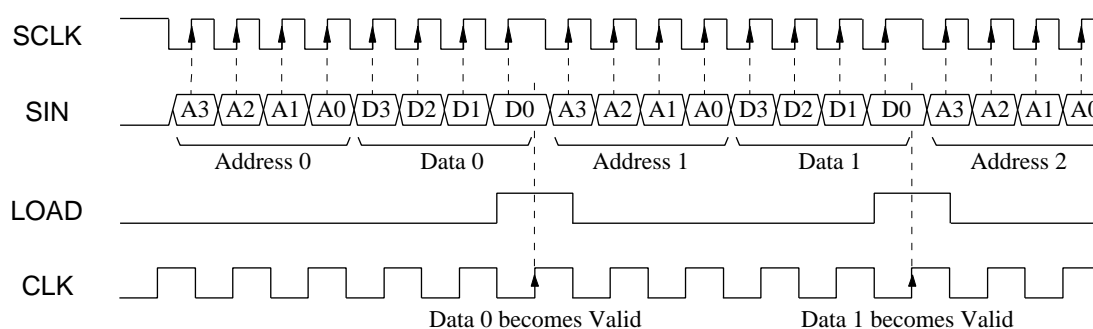 SCLK
SIN A3 A2 A1 A0 D3 D2 D1 D0 A3 A2 A1 A0 D3 D2 D1 D0 A3 A2 A1 A0
Address 0 Data 0 Address 1 Data 1 Address 2
LOAD
CLK
Data 0 becomes Valid Data 1 becomes Valid